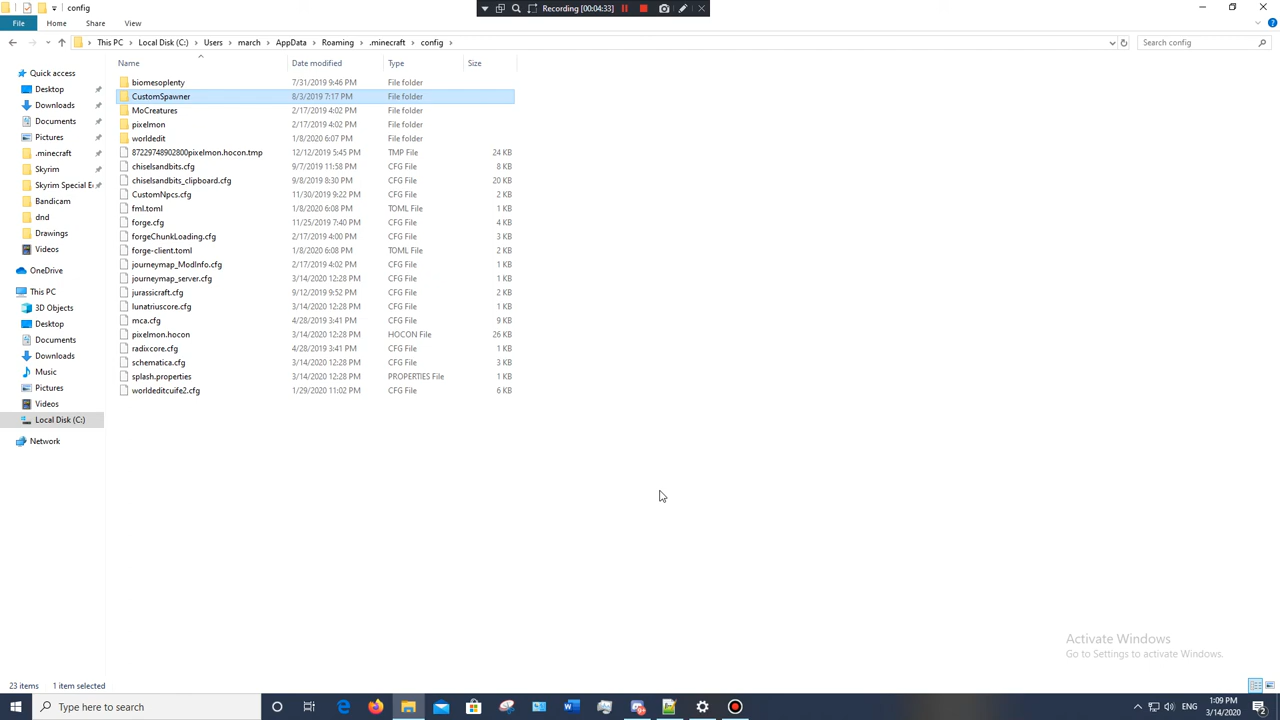 config
Recording [00:04:33]
File Home Share View
This PC Local Disk (C:) Users march AppData Roaming .minecraft config Search config
Name Date modified Type Size
biomesoplenty 7/31/2019 9:46 PM File folder
CustomSpawner 8/3/2019 7:17 PM File folder
MoCreatures 2/17/2019 4:02 PM File folder
pixelmon 2/17/2019 4:02 PM File folder
worldedit 1/8/2020 6:07 PM File folder
87229748902800pixelmon.hocon.tmp 12/12/2019 5:45 PM TMP File 24 KB
chiselsandbits.cfg 9/7/2019 11:58 PM CFG File 8 KB
chiselsandbits_clipboard.cfg 9/8/2019 8:30 PM CFG File 20 KB
CustomNpcs.cfg 11/30/2019 9:22 PM CFG File 2 KB
fml.toml 1/8/2020 6:08 PM TOML File 1 KB
forge.cfg 11/25/2019 7:40 PM CFG File 4 KB
forgeChunkLoading.cfg 2/17/2019 4:00 PM CFG File 3 KB
forge-client.toml 1/8/2020 6:08 PM TOML File 2 KB
journeymap_ModInfo.cfg 2/17/2019 4:02 PM CFG File 1 KB
journeymap_server.cfg 3/14/2020 12:28 PM CFG File 1 KB
jurassicraft.cfg 9/12/2019 9:52 PM CFG File 2 KB
lunatriuscore.cfg 3/14/2020 12:28 PM CFG File 1 KB
mca.cfg 4/28/2019 3:41 PM CFG File 9 KB
pixelmon.hocon 3/14/2020 12:28 PM HOCON File 26 KB
radixcore.cfg 4/28/2019 3:41 PM CFG File 1 KB
schematica.cfg 3/14/2020 12:28 PM CFG File 3 KB
splash.properties 3/14/2020 12:28 PM PROPERTIES File 1 KB
worldeditcuife2.cfg 1/29/2020 11:02 PM CFG File 6 KB
Quick access
Desktop
Downloads
Documents
Pictures
.minecraft
Skyrim
Skyrim Special E
Bandicam
dnd
Drawings
Videos
OneDrive
This PC
3D Objects
Desktop
Documents
Downloads
Music
Pictures
Videos
Local Disk (C:)
Network
Activate Windows
Go to Settings to activate Windows.
23 items 1 item selected
Type here to search
ENG
1:09 PM
3/14/2020
2